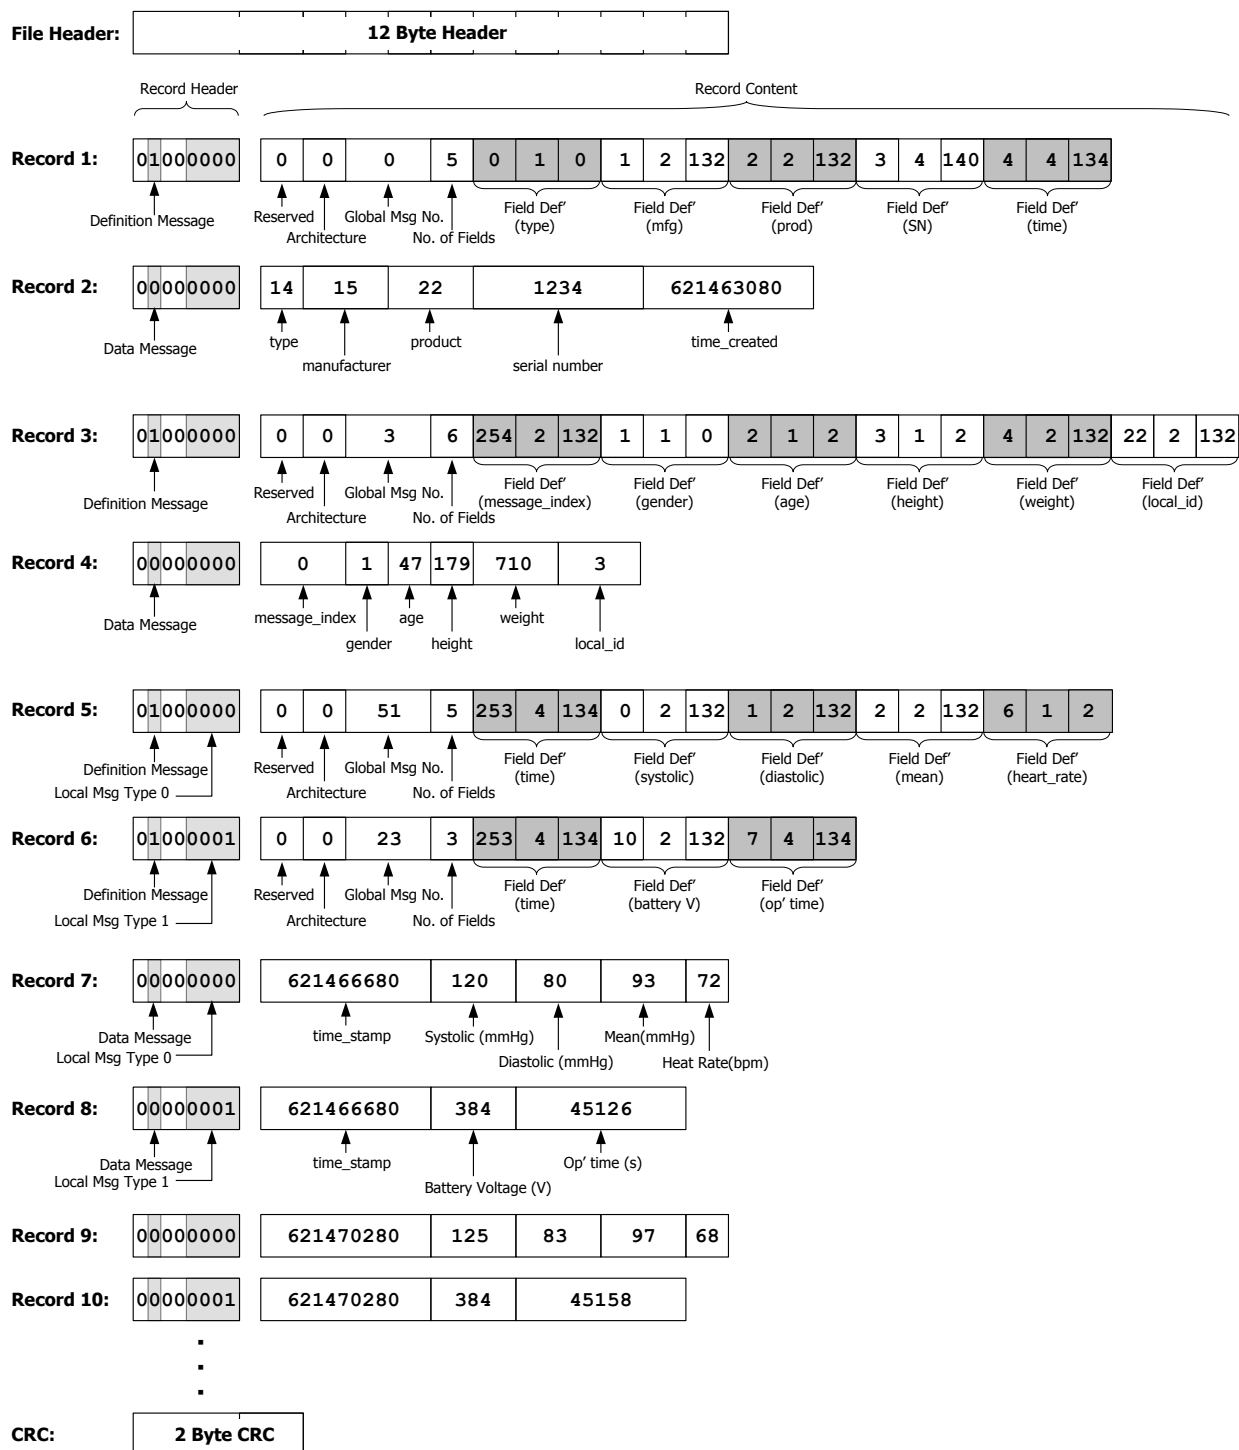 File Header: 12 Byte Header
Record Header Record Content
Record 1: 01000000 0 0 0 5 0 1 0 1 2 132 2 2 132 3 4 140 4 4 134
Definition Message Reserved Architecture Global Msg No. No. of Fields Field Def' (type) Field Def' (mfg) Field Def' (prod) Field Def' (SN) Field Def' (time)
Record 2: 00000000 14 15 22 1234 621463080
Data Message type manufacturer product serial number time_created
Record 3: 01000000 0 0 3 6 254 2 132 1 1 0 2 1 2 3 1 2 4 2 132 22 2 132
Definition Message Reserved Architecture Global Msg No. No. of Fields Field Def' (message_index) Field Def' (gender) Field Def' (age) Field Def' (height) Field Def' (weight) Field Def' (local_id)
Record 4: 00000000 0 1 47 179 710 3
Data Message message_index gender age height weight local_id
Record 5: 01000000 0 0 51 5 253 4 134 0 2 132 1 2 132 2 2 132 6 1 2
Definition Message Local Msg Type 0 Reserved Architecture Global Msg No. No. of Fields Field Def' (time) Field Def' (systolic) Field Def' (diastolic) Field Def' (mean) Field Def' (heart_rate)
Record 6: 01000001 0 0 23 3 253 4 134 10 2 132 7 4 134
Definition Message Local Msg Type 1 Reserved Architecture Global Msg No. No. of Fields Field Def' (time) Field Def' (battery V) Field Def' (op' time)
Record 7: 00000000 621466680 120 80 93 72
Data Message Local Msg Type 0 time_stamp Systolic (mmHg) Diastolic (mmHg) Mean(mmHg) Heat Rate(bpm)
Record 8: 00000001 621466680 384 45126
Data Message Local Msg Type 1 time_stamp Battery Voltage (V) Op' time (s)
Record 9: 00000000 621470280 125 83 97 68
Record 10: 00000001 621470280 384 45158
CRC: 2 Byte CRC